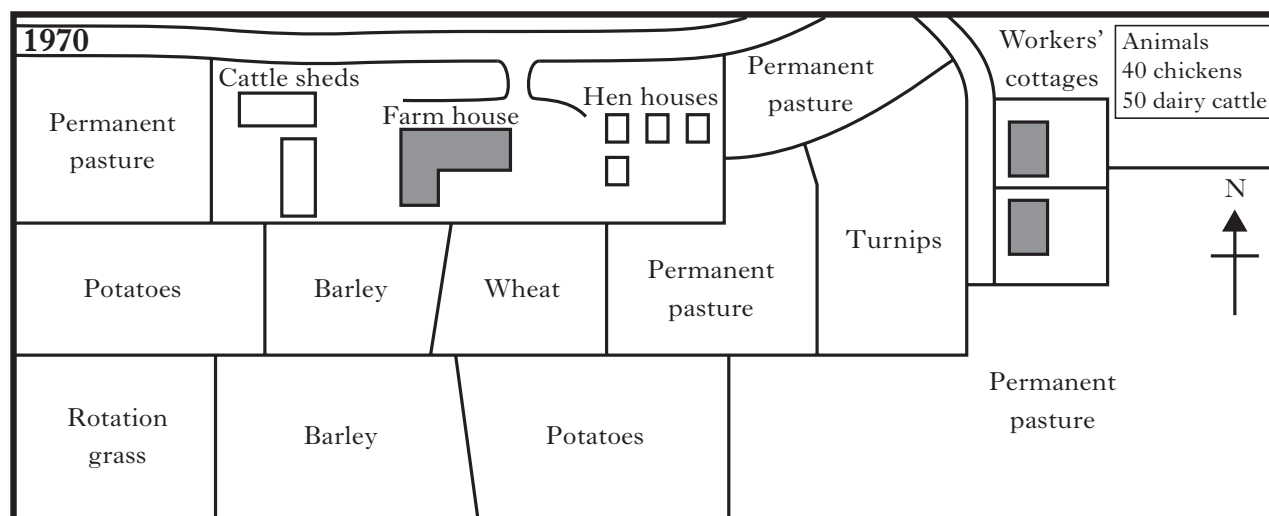 1970
Workers'
cottages
Animals
40 chickens
50 dairy cattle
Cattle sheds
Farm house
Hen houses
Permanent
pasture
Permanent
pasture
N
Potatoes
Barley
Wheat
Permanent
pasture
Turnips
Rotation
grass
Barley
Potatoes
Permanent
pasture